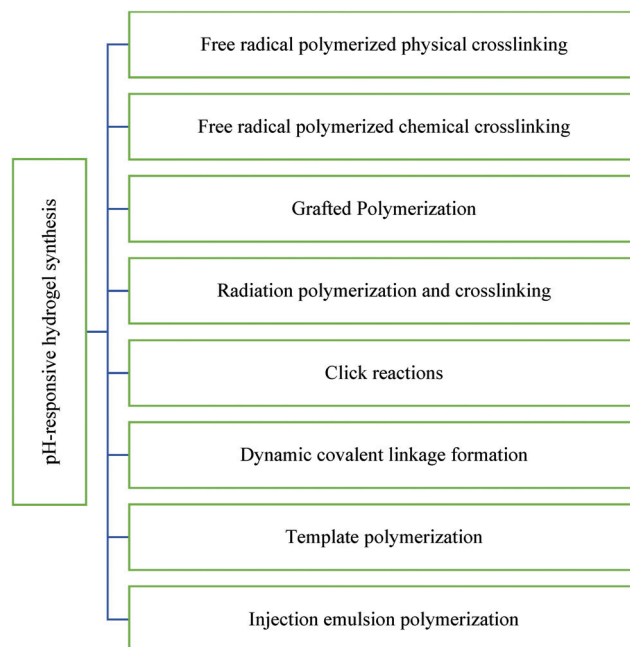 pH-responsive hydrogel synthesis
Free radical polymerized physical crosslinking
Free radical polymerized chemical crosslinking
Grafted Polymerization
Radiation polymerization and crosslinking
Click reactions
Dynamic covalent linkage formation
Template polymerization
Injection emulsion polymerization